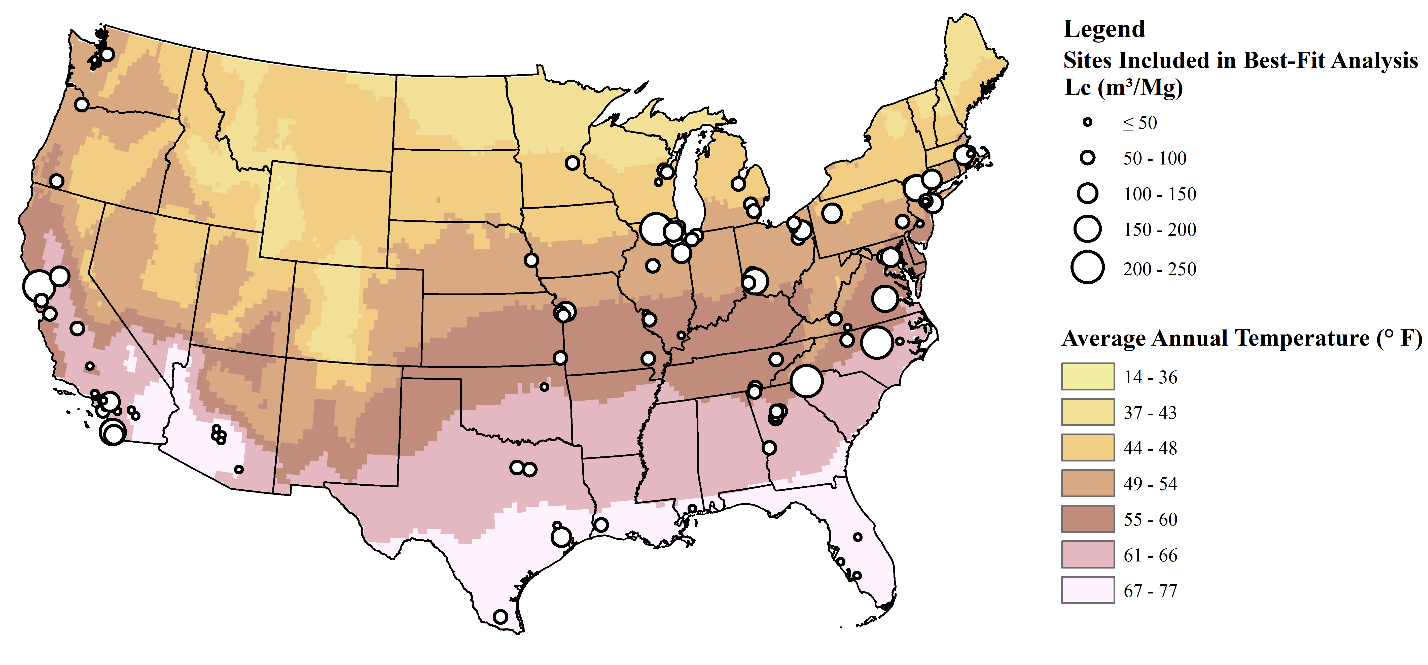 Legend
Sites Included in Best-Fit Analysis
Lc (m³/Mg)
≤ 50
50 - 100
100 - 150
150 - 200
200 - 250
Average Annual Temperature (° F)
14 - 36
37 - 43
44 - 48
49 - 54
55 - 60
61 - 66
67 - 77